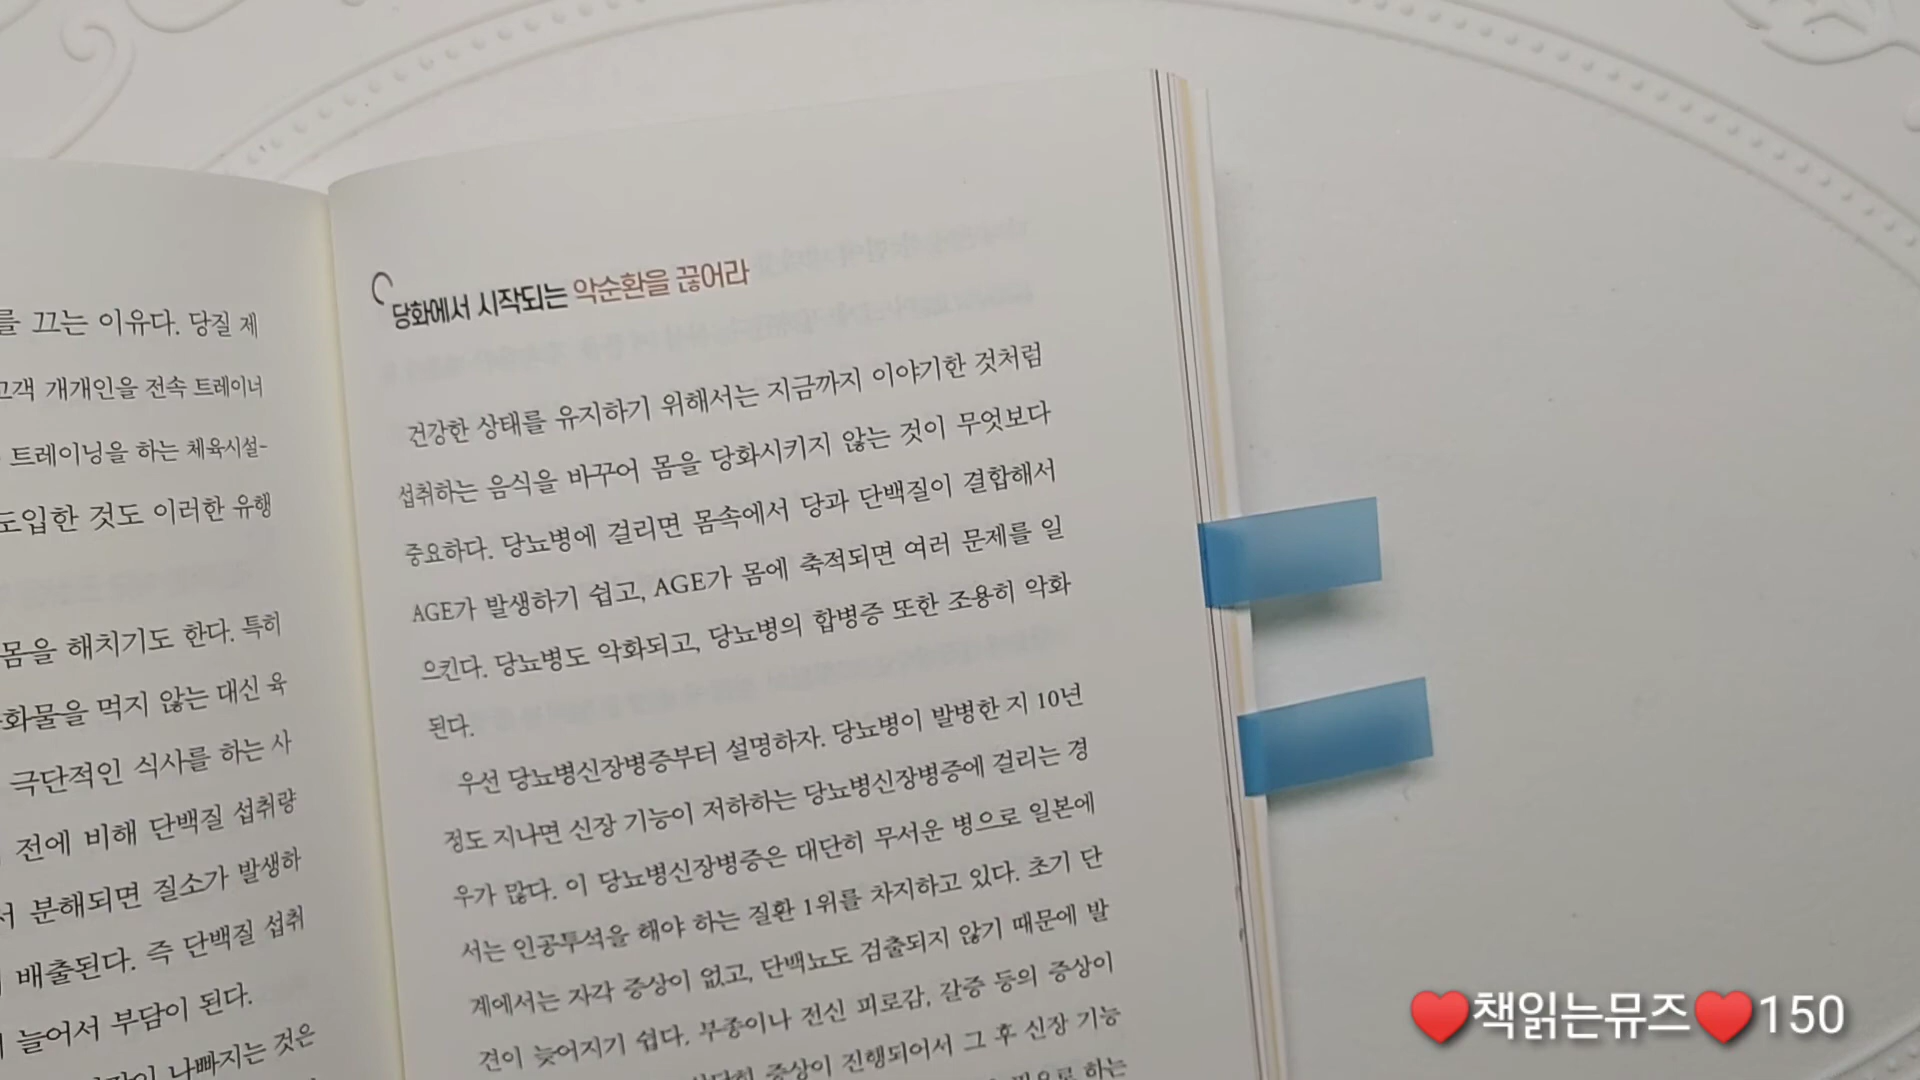 를 끄는 이유다. 당질 제
고객 개개인을 전속 트레이너
트레이닝을 하는 체육시설-
도입한 것도 이러한 유행
몸을 해치기도 한다. 특히
화물을 먹지 않는 대신 육
극단적인 식사를 하는 사
전에 비해 단백질 섭취량
서 분해되면 질소가 발생하
배출된다. 즉 단백질 섭취
늘어서 부담이 된다.
나빠지는 것은
당화에서 시작되는 악순환을 끊어라
건강한 상태를 유지하기 위해서는 지금까지 이야기한 것처럼
섭취하는 음식을 바꾸어 몸을 당화시키지 않는 것이 무엇보다
중요하다. 당뇨병에 걸리면 몸속에서 당과 단백질이 결합해서
AGE가 발생하기 쉽고, AGE가 몸에 축적되면 여러 문제를 일
으킨다. 당뇨병도 악화되고, 당뇨병의 합병증 또한 조용히 악화
된다.
우선 당뇨병신장병증부터 설명하자. 당뇨병이 발병한 지 10년
정도 지나면 신장 기능이 저하하는 당뇨병신장병증에 걸리는 경
우가 많다. 이 당뇨병신장병증은 대단히 무서운 병으로 일본에
서는 인공투석을 해야 하는 질환 1위를 차지하고 있다. 초기 단
계에서는 자각 증상이 없고, 단백뇨도 검출되지 않기 때문에 발
견이 늦어지기 쉽다. 부종이나 전신 피로감, 갈증 등의 증상이
증상이 진행되어서 그 후 신장 기능
하는
♥책읽는뮤즈♥150